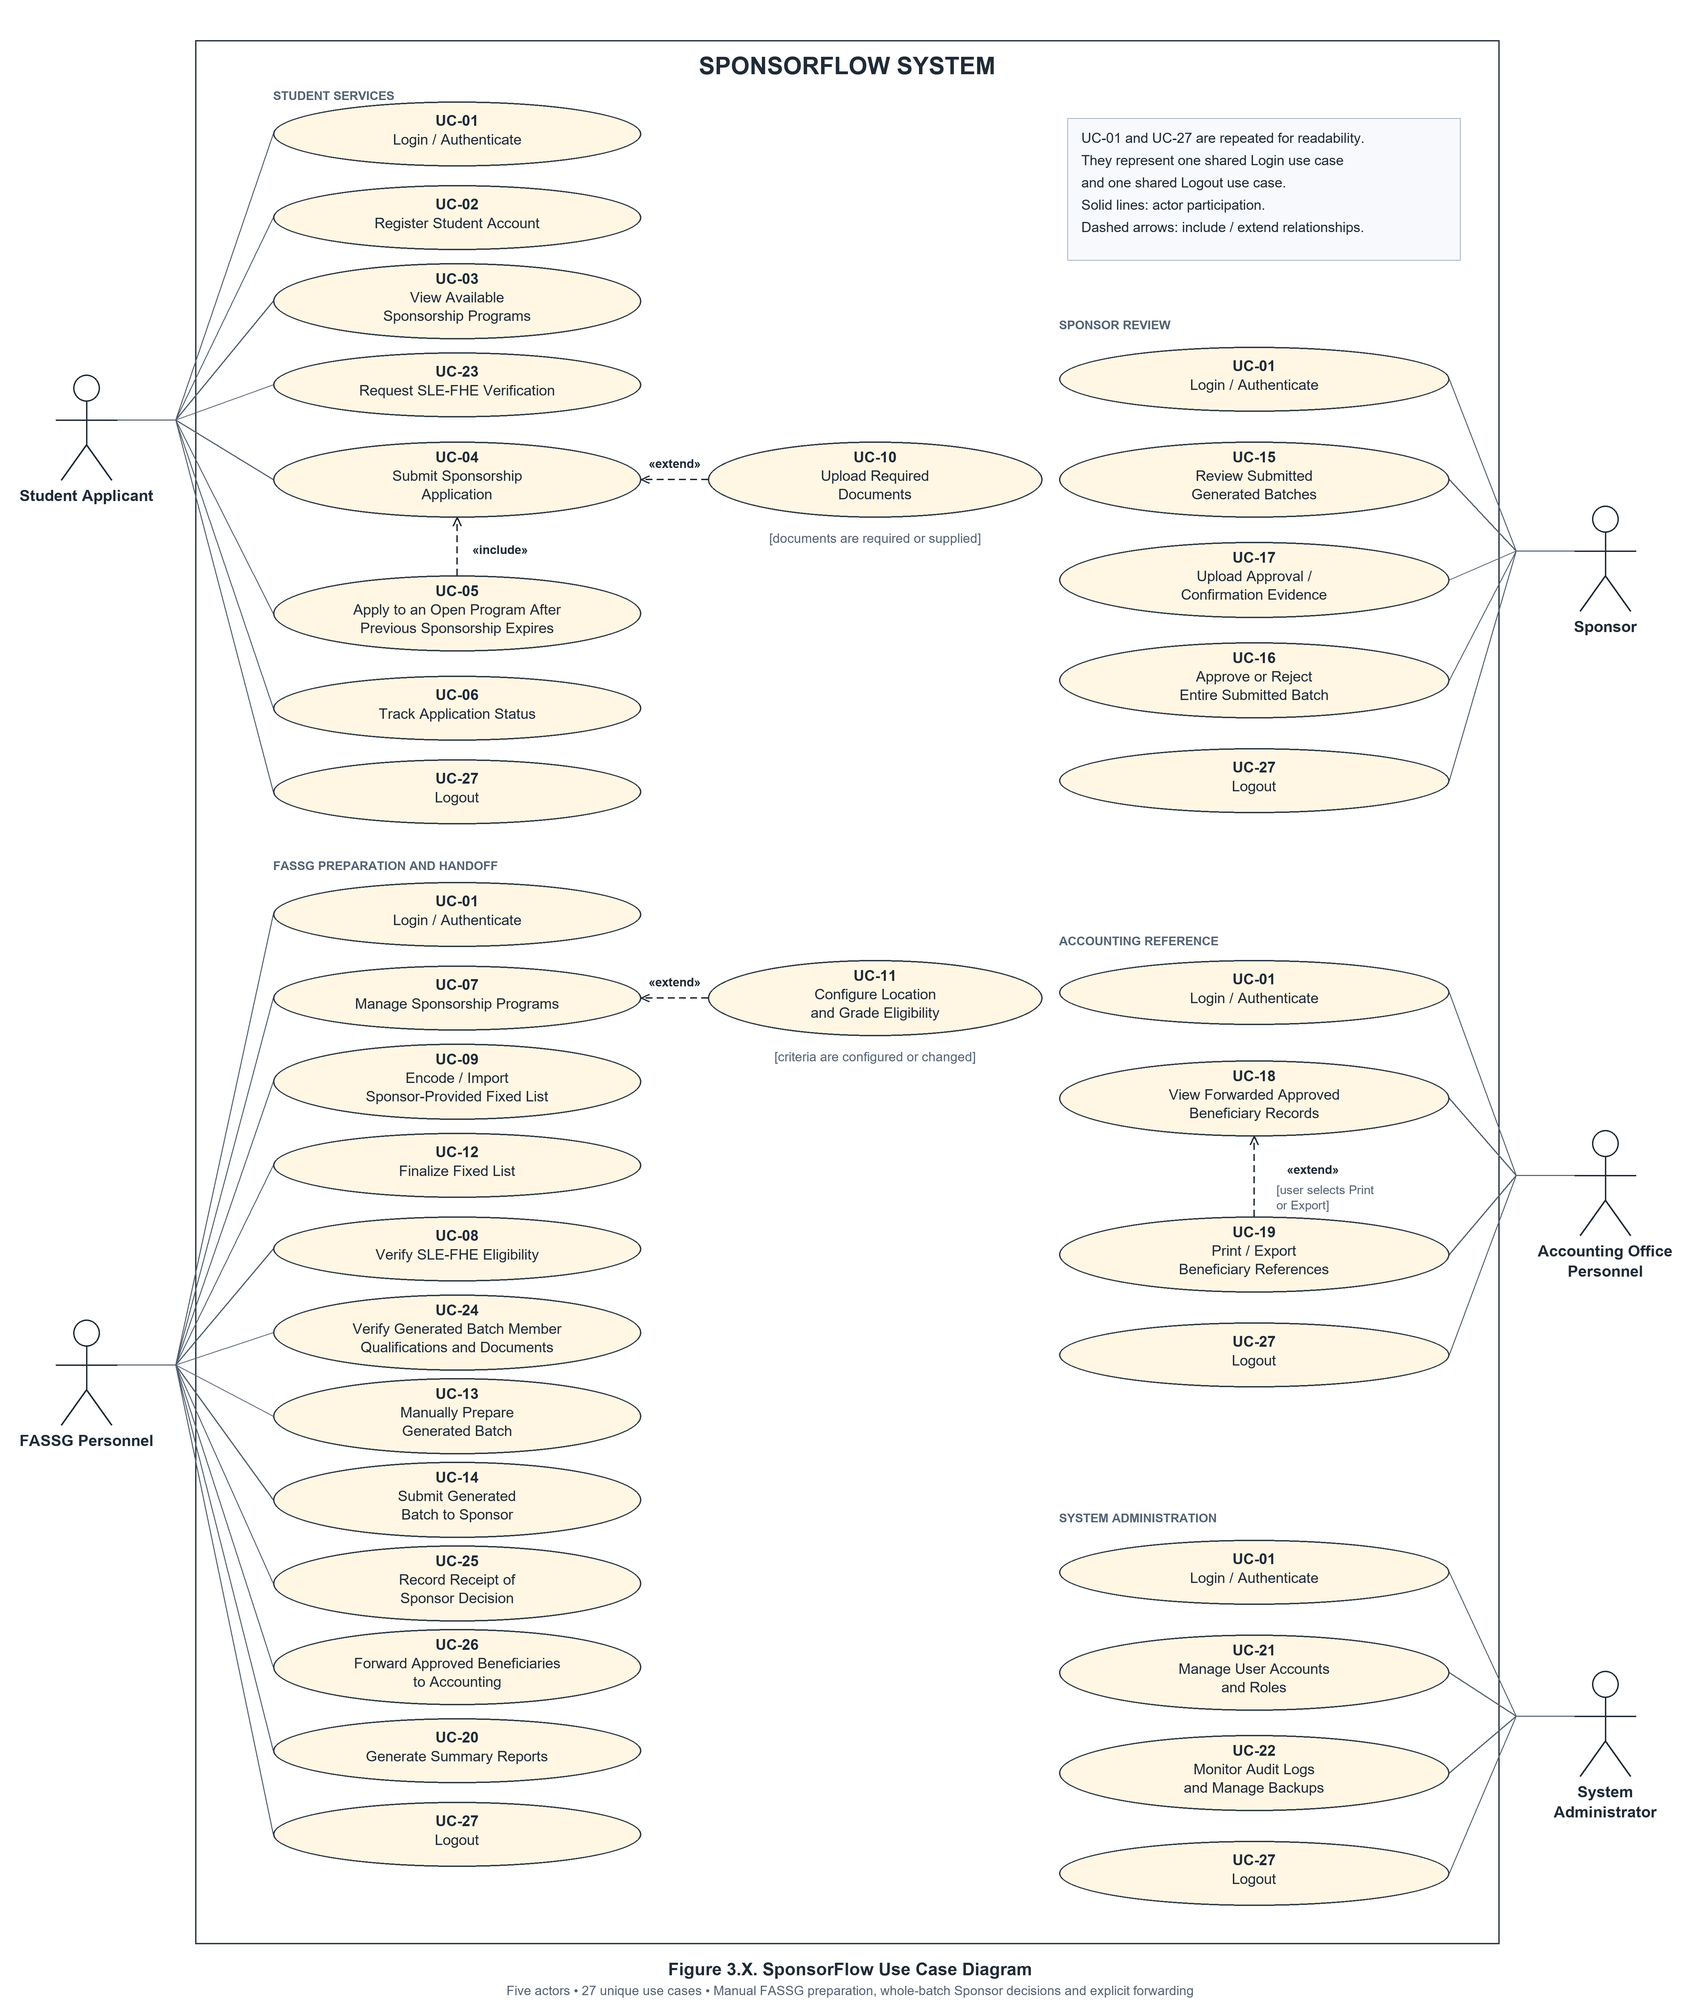 SPONSORFLOW SYSTEM
STUDENT SERVICES
UC-01
Login / Authenticate
UC-02
Register Student Account
UC-03
View Available
Sponsorship Programs
UC-23
Request SLE-FHE Verification
UC-04
Submit Sponsorship
Application
«extend»
UC-10
Upload Required
Documents
[documents are required or supplied]
«include»
UC-05
Apply to an Open Program After
Previous Sponsorship Expires
UC-06
Track Application Status
UC-27
Logout
Student Applicant
UC-01 and UC-27 are repeated for readability.
They represent one shared Login use case
and one shared Logout use case.
Solid lines: actor participation.
Dashed arrows: include / extend relationships.
SPONSOR REVIEW
UC-01
Login / Authenticate
UC-15
Review Submitted
Generated Batches
UC-17
Upload Approval /
Confirmation Evidence
UC-16
Approve or Reject
Entire Submitted Batch
UC-27
Logout
Sponsor
FASSG PREPARATION AND HANDOFF
UC-01
Login / Authenticate
UC-07
Manage Sponsorship Programs
«extend»
UC-11
Configure Location
and Grade Eligibility
[criteria are configured or changed]
UC-09
Encode / Import
Sponsor-Provided Fixed List
UC-12
Finalize Fixed List
UC-08
Verify SLE-FHE Eligibility
UC-24
Verify Generated Batch Member
Qualifications and Documents
UC-13
Manually Prepare
Generated Batch
UC-14
Submit Generated
Batch to Sponsor
UC-25
Record Receipt of
Sponsor Decision
UC-26
Forward Approved Beneficiaries
to Accounting
UC-20
Generate Summary Reports
UC-27
Logout
FASSG Personnel
ACCOUNTING REFERENCE
UC-01
Login / Authenticate
UC-18
View Forwarded Approved
Beneficiary Records
«extend»
[user selects Print
or Export]
UC-19
Print / Export
Beneficiary References
UC-27
Logout
Accounting Office
Personnel
SYSTEM ADMINISTRATION
UC-01
Login / Authenticate
UC-21
Manage User Accounts
and Roles
UC-22
Monitor Audit Logs
and Manage Backups
UC-27
Logout
System
Administrator
Figure 3.X. SponsorFlow Use Case Diagram
Five actors • 27 unique use cases • Manual FASSG preparation, whole-batch Sponsor decisions and explicit forwarding